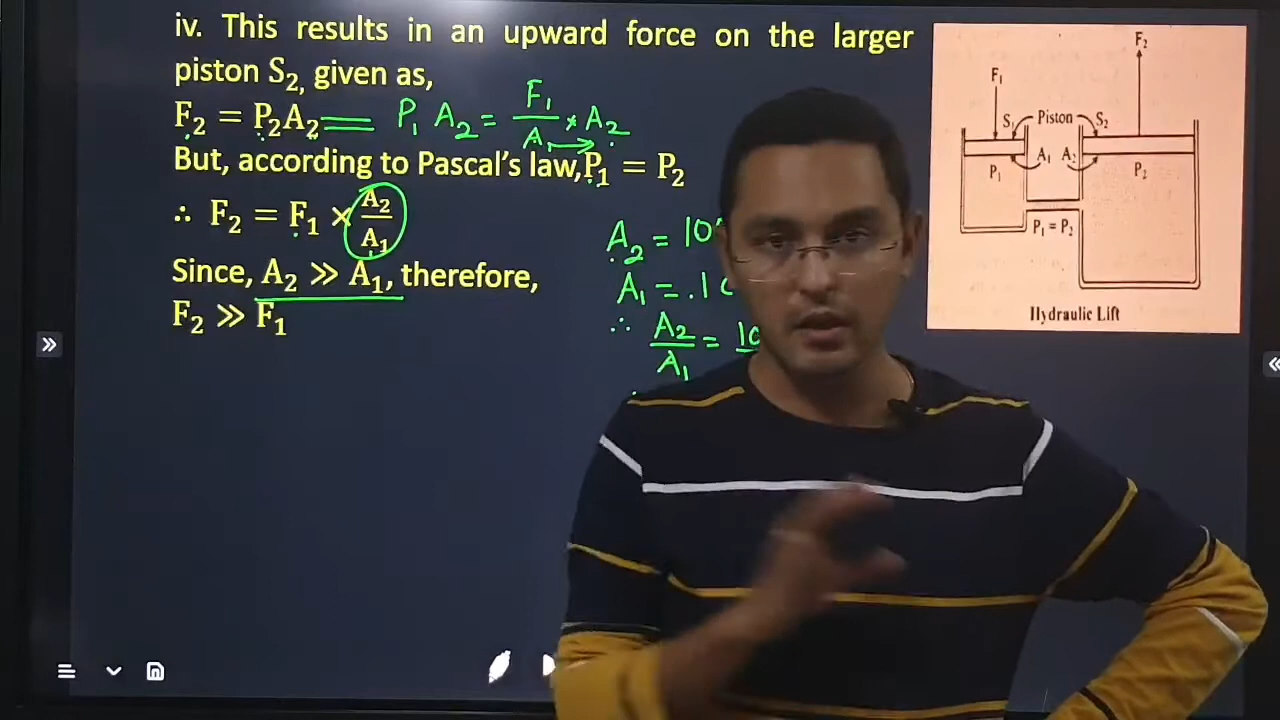 iv. This results in an upward force on the larger
piston S₂, given as,
F₂ = P₂A₂ = P₁ A₂ = F₁/A₁ × A₂
But, according to Pascal's law, P₁ = P₂
∴ F₂ = F₁ × A₂/A₁
Since, A₂ ≫ A₁, therefore,
F₂ ≫ F₁
A₂ = 10
A₁ = .1
∴ A₂/A₁ =
F₂
F₁
S₁ Piston S₂
A₁ A₂
P₁ P₂
P₁ = P₂
Hydraulic Lift